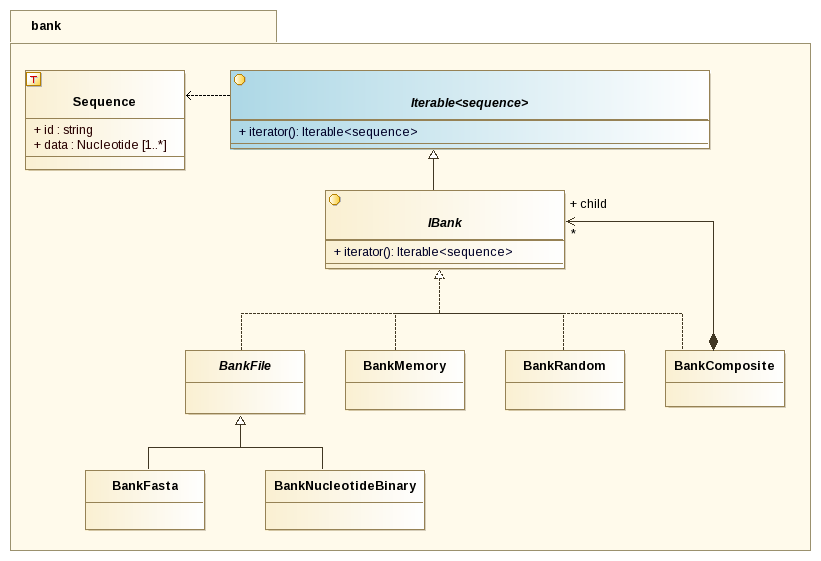 bank
T
Sequence
+ id : string
+ data : Nucleotide [1..*]
Iterable<sequence>
+ iterator(): Iterable<sequence>
IBank
+ iterator(): Iterable<sequence>
+ child
*
BankFile
BankMemory
BankRandom
BankComposite
BankFasta
BankNucleotideBinary